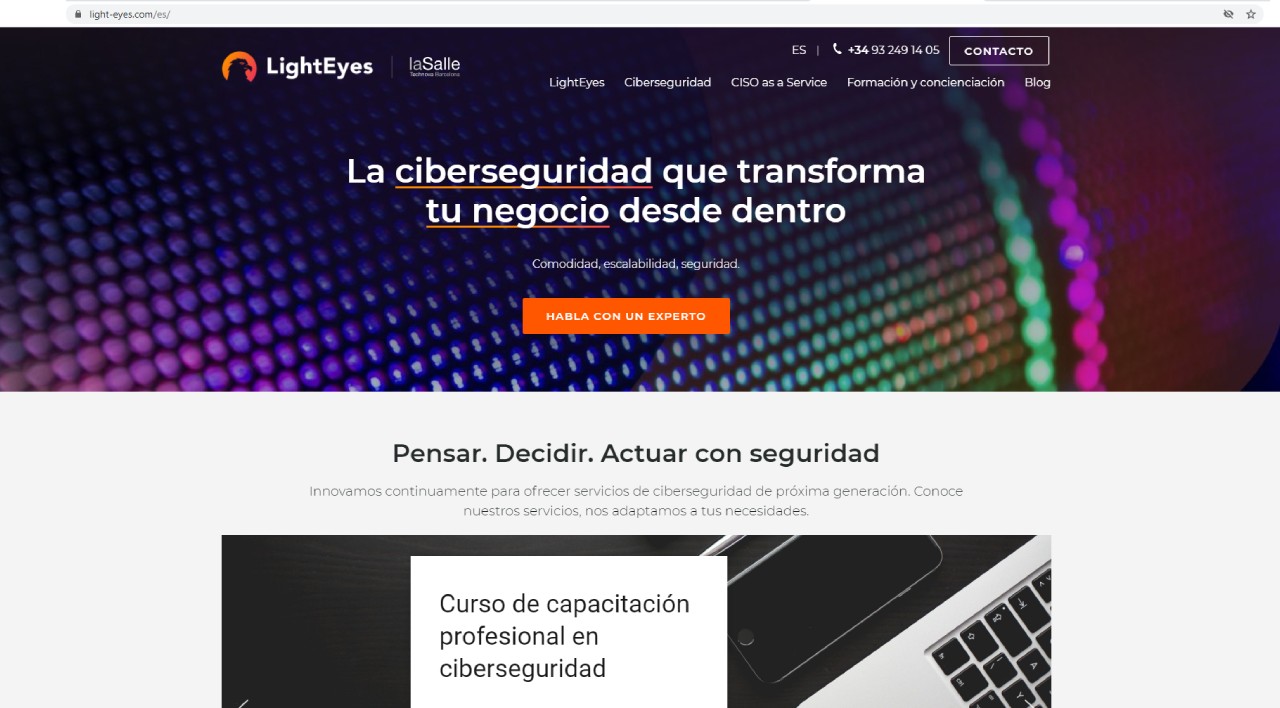 light-eyes.com/es/
ES | +34 93 249 14 05 CONTACTO
LightEyes | laSalle
Technova Barcelona
LightEyes Ciberseguridad CISO as a Service Formación y concienciación Blog
La ciberseguridad que transforma
tu negocio desde dentro
Comodidad, escalabilidad, seguridad.
HABLA CON UN EXPERTO
Pensar. Decidir. Actuar con seguridad
Innovamos continuamente para ofrecer servicios de ciberseguridad de próxima generación. Conoce
nuestros servicios, nos adaptamos a tus necesidades.
Curso de capacitación
profesional en
ciberseguridad